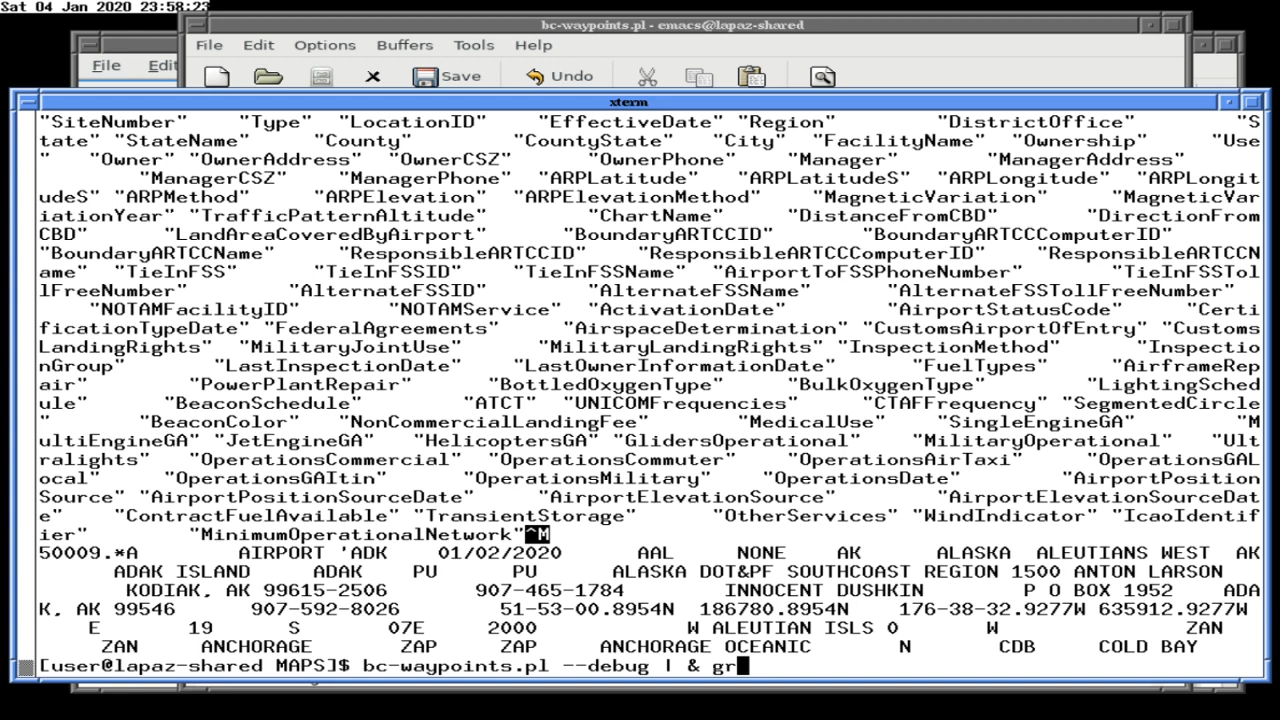 Sat 04 Jan 2020 23:58:23
bc-waypoints.pl - emacs@lapaz-shared
File Edit Options Buffers Tools Help
File Edit
Save Undo
xterm
"SiteNumber" "Type" "LocationID" "EffectiveDate" "Region" "DistrictOffice" "S
tate" "StateName" "County" "CountyState" "City" "FacilityName" "Ownership" "Use
" "Owner" "OwnerAddress" "OwnerCSZ" "OwnerPhone" "Manager" "ManagerAddress"
"ManagerCSZ" "ManagerPhone" "ARPLatitude" "ARPLatitudeS" "ARPLongitude" "ARPLongit
udeS" "ARPMethod" "ARPElevation" "ARPElevationMethod" "MagneticVariation" "MagneticVar
iationYear" "TrafficPatternAltitude" "ChartName" "DistanceFromCBD" "DirectionFrom
CBD" "LandAreaCoveredByAirport" "BoundaryARTCCID" "BoundaryARTCCComputerID"
"BoundaryARTCCName" "ResponsibleARTCCID" "ResponsibleARTCCComputerID" "ResponsibleARTCCN
ame" "TieInFSS" "TieInFSSID" "TieInFSSName" "AirportToFSSPhoneNumber" "TieInFSSTol
lFreeNumber" "AlternateFSSID" "AlternateFSSName" "AlternateFSSTollFreeNumber"
"NOTAMFacilityID" "NOTAMService" "ActivationDate" "AirportStatusCode" "Certi
ficationTypeDate" "FederalAgreements" "AirspaceDetermination" "CustomsAirportOfEntry" "Customs
LandingRights" "MilitaryJointUse" "MilitaryLandingRights" "InspectionMethod" "Inspectio
nGroup" "LastInspectionDate" "LastOwnerInformationDate" "FuelTypes" "AirframeRep
air" "PowerPlantRepair" "BottledOxygenType" "BulkOxygenType" "LightingSched
ule" "BeaconSchedule" "ATCT" "UNICOMFrequencies" "CTAFFrequency" "SegmentedCircle
" "BeaconColor" "NonCommercialLandingFee" "MedicalUse" "SingleEngineGA" "M
ultiEngineGA" "JetEngineGA" "HelicoptersGA" "GlidersOperational" "MilitaryOperational" "Ult
ralights" "OperationsCommercial" "OperationsCommuter" "OperationsAirTaxi" "OperationsGAL
ocal" "OperationsGAItin" "OperationsMilitary" "OperationsDate" "AirportPosition
Source" "AirportPositionSourceDate" "AirportElevationSource" "AirportElevationSourceDat
e" "ContractFuelAvailable" "TransientStorage" "OtherServices" "WindIndicator" "IcaoIdentif
ier" "MinimumOperationalNetwork"^M
50009.*A AIRPORT 'ADK 01/02/2020 AAL NONE AK ALASKA ALEUTIANS WEST AK
ADAK ISLAND ADAK PU PU ALASKA DOT&PF SOUTHCOAST REGION 1500 ANTON LARSON
KODIAK, AK 99615-2506 907-465-1784 INNOCENT DUSHKIN P O BOX 1952 ADA
K, AK 99546 907-592-8026 51-53-00.8954N 186780.8954N 176-38-32.9277W 635912.9277W
E 19 S 07E 2000 W ALEUTIAN ISLS 0 W ZAN
ZAN ANCHORAGE ZAP ZAP ANCHORAGE OCEANIC N CDB COLD BAY
[user@lapaz-shared MAPS]$ bc-waypoints.pl --debug | & gr